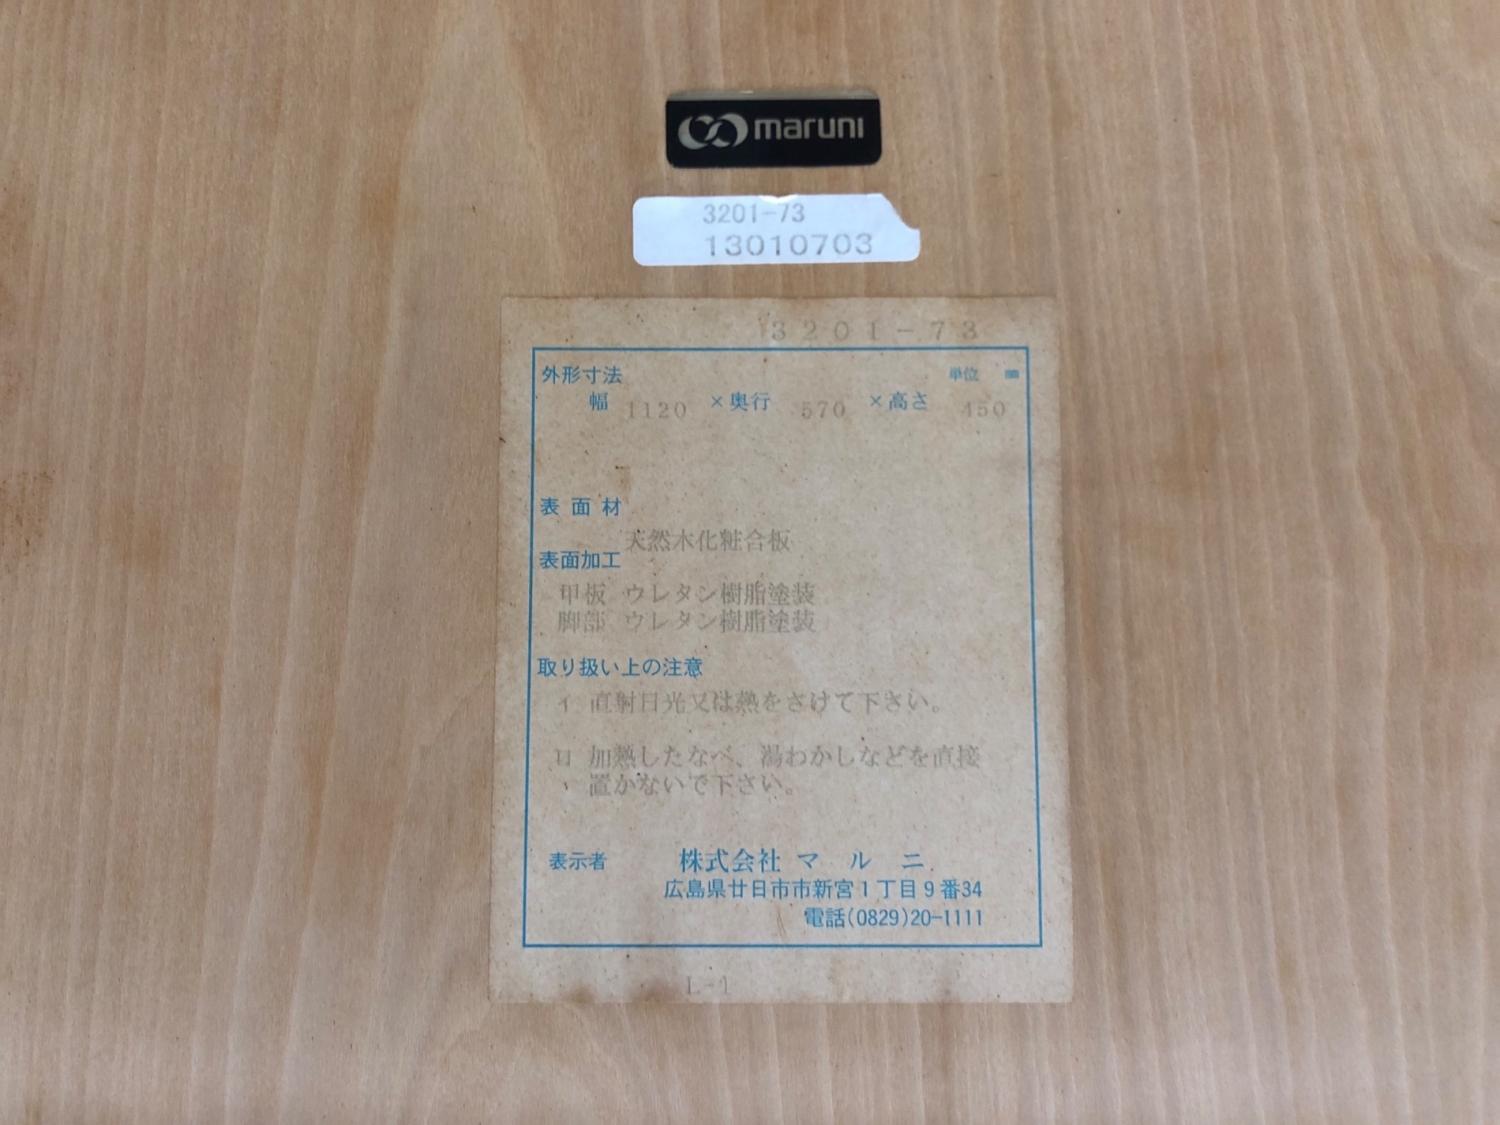 maruni
3201-73
13010703
3201-73
外形寸法 単位 ㎜
幅 1120 ×奥行 570 ×高さ 450
表面材
天然木化粧合板
表面加工
甲板 ウレタン樹脂塗装
脚部 ウレタン樹脂塗装
取り扱い上の注意
イ 直射日光又は熱をさけて下さい。
ロ 加熱したなべ、湯わかしなどを直接
、 置かないで下さい。
表示者 株式会社 マルニ
広島県廿日市市新宮1丁目9番34
電話(0829)20-1111
L-1